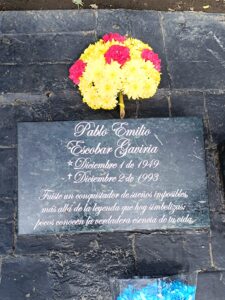 Pablo Emilio
Escobar Gaviria
* Diciembre 1 de 1949
+ Diciembre 2 de 1993
Fuiste un conquistador de sueños imposibles,
más allá de la leyenda que hoy simbolizas;
pocos conocen la verdadera esencia de tu vida.